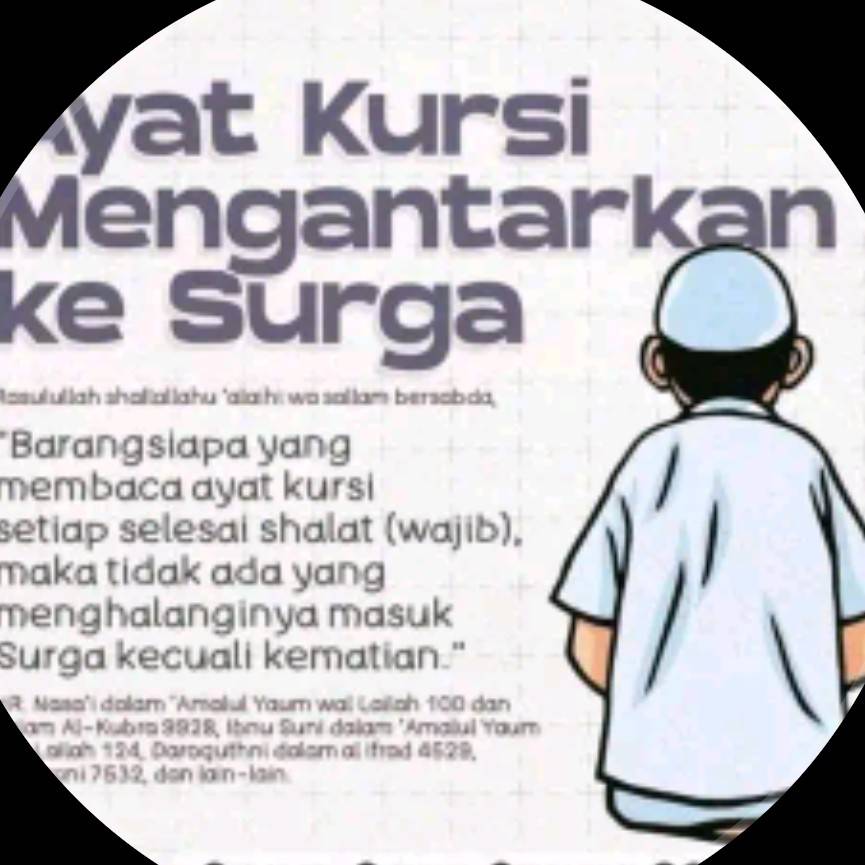 Ayat Kursi
Mengantarkan
ke Surga
Rasulullah shallallahu 'alaihi wa sallam bersabda,
"Barangsiapa yang
membaca ayat kursi
setiap selesai shalat (wajib),
maka tidak ada yang
menghalanginya masuk
Surga kecuali kematian."
HR. Nasa'i dalam 'Amalul Yaum wal Lailah 100 dan
Al-Kubra 9928, Ibnu Suni dalam 'Amalul Yaum
Lailah 124, Daraquthni dalam al Ifrad 4529,
7532, dan lain-lain.